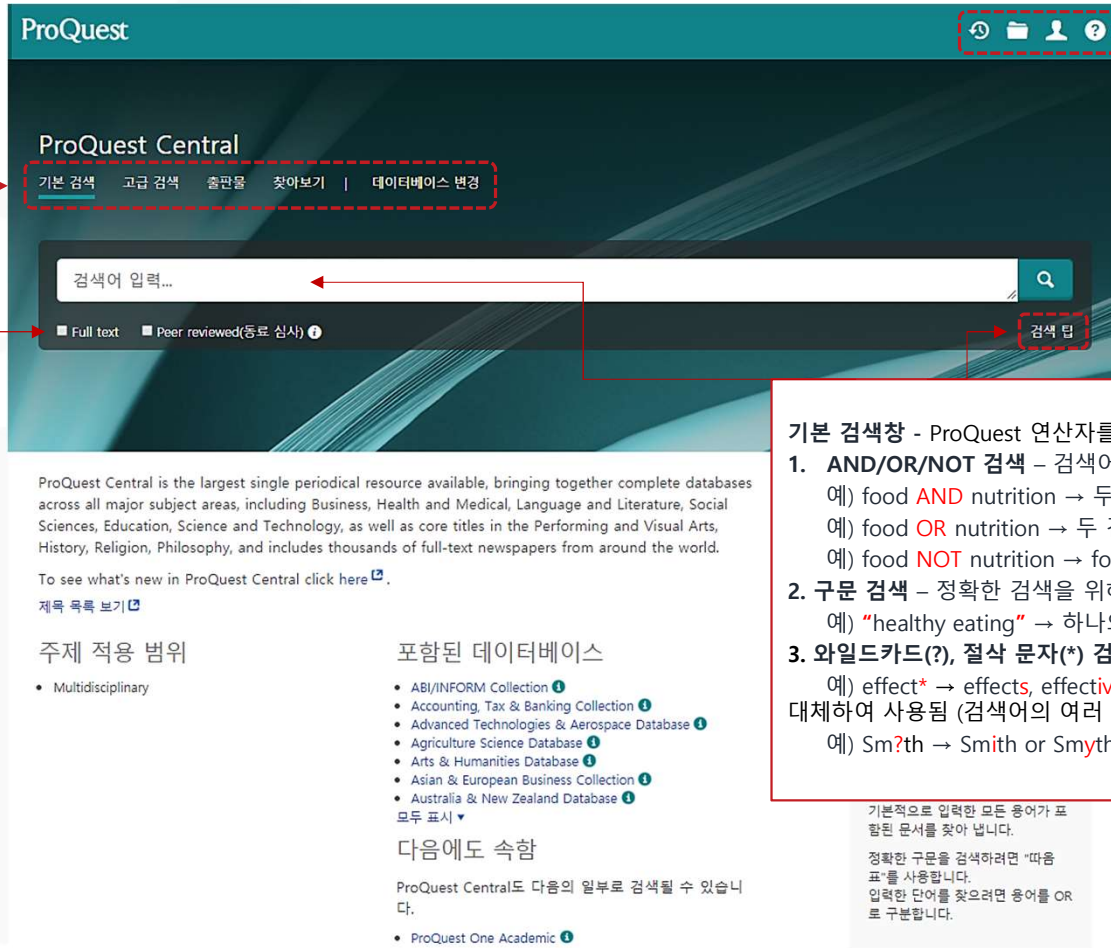 ProQuest
ProQuest Central
기본 검색 고급 검색 출판물 찾아보기 | 데이터베이스 변경
검색어 입력...
Full text Peer reviewed(동료 심사)
검색 팁
기본 검색창 - ProQuest 연산자를
1. AND/OR/NOT 검색 – 검색어
예) food AND nutrition → 두
예) food OR nutrition → 두
예) food NOT nutrition → fo
2. 구문 검색 – 정확한 검색을 위
예) "healthy eating" → 하나
3. 와일드카드(?), 절삭 문자(*) 검
예) effect* → effects, effectiv
대체하여 사용됨 (검색어의 여러
예) Sm?th → Smith or Smyth
ProQuest Central is the largest single periodical resource available, bringing together complete databases
across all major subject areas, including Business, Health and Medical, Language and Literature, Social
Sciences, Education, Science and Technology, as well as core titles in the Performing and Visual Arts,
History, Religion, Philosophy, and includes thousands of full-text newspapers from around the world.
To see what's new in ProQuest Central click here .
제목 목록 보기
주제 적용 범위
• Multidisciplinary
포함된 데이터베이스
• ABI/INFORM Collection
• Accounting, Tax & Banking Collection
• Advanced Technologies & Aerospace Database
• Agriculture Science Database
• Arts & Humanities Database
• Asian & European Business Collection
• Australia & New Zealand Database
모두 표시 ▼
다음에도 속함
ProQuest Central도 다음의 일부로 검색될 수 있습니
다.
• ProQuest One Academic
기본적으로 입력한 모든 용어가 포
함된 문서를 찾아 냅니다.
정확한 구문을 검색하려면 "따옴
표"를 사용합니다.
입력한 단어를 찾으려면 용어를 OR
로 구분합니다.